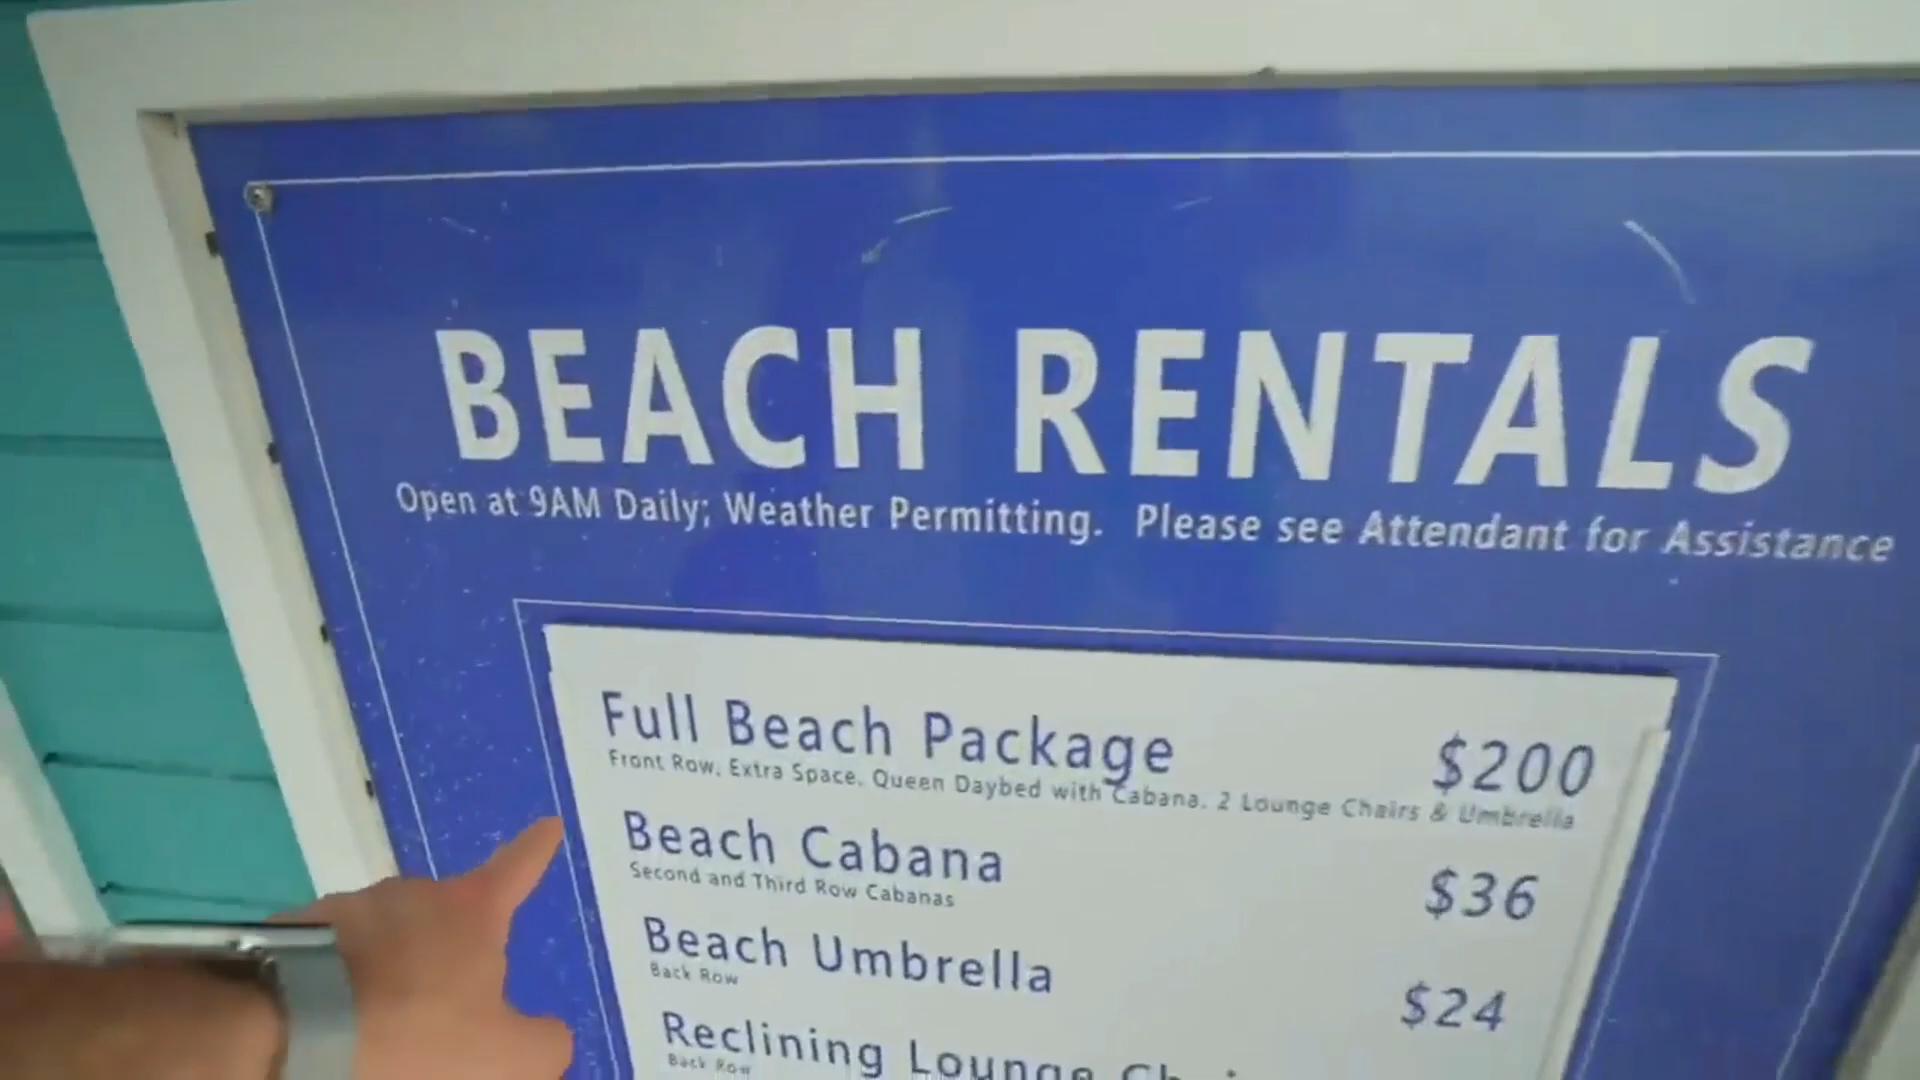 BEACH RENTALS
Open at 9AM Daily; Weather Permitting. Please see Attendant for Assistance
Full Beach Package $200
Front Row, Extra Space, Queen Daybed with Cabana, 2 Lounge Chairs & Umbrella
Beach Cabana $36
Second and Third Row Cabanas
Beach Umbrella $24
Back Row
Reclining Lounge
Back Row